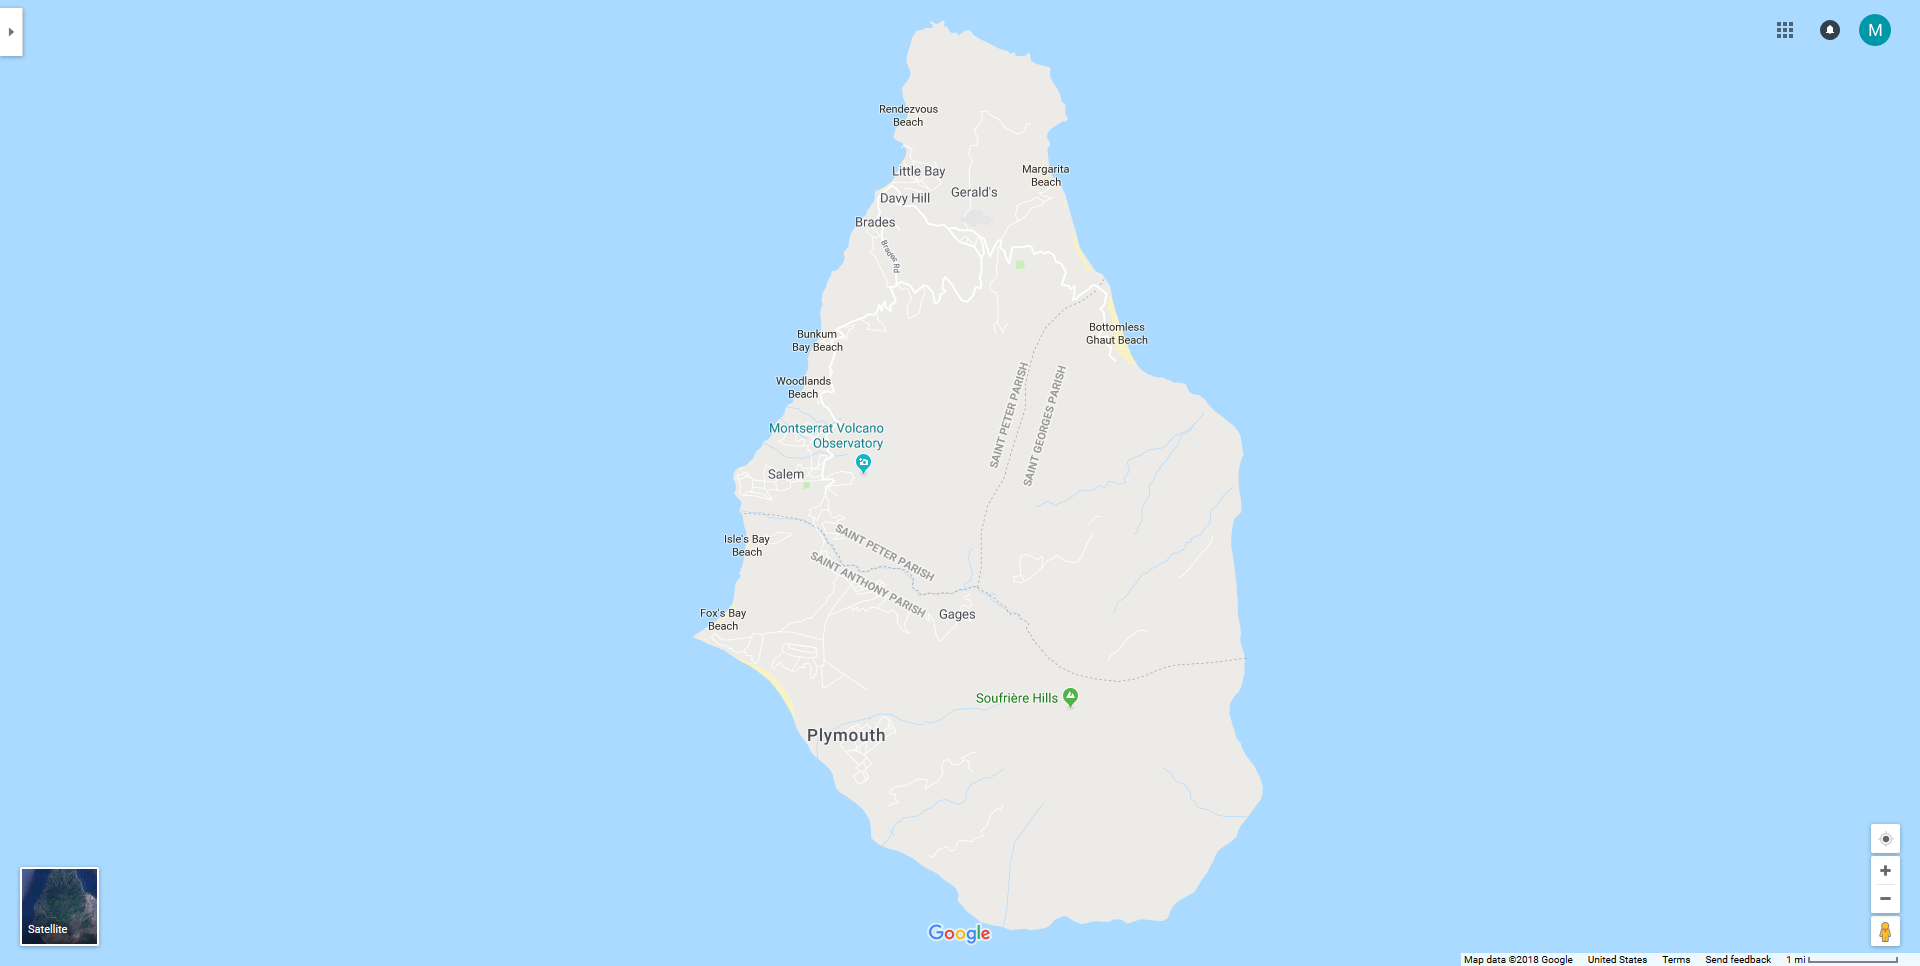 M
Rendezvous
Beach
Little Bay
Margarita
Beach
Gerald's
Davy Hill
Brades
Brades Rd
Bunkum
Bay Beach
Bottomless
Ghaut Beach
Woodlands
Beach
SAINT PETER PARISH
SAINT GEORGES PARISH
Montserrat Volcano
Observatory
Salem
Isle's Bay
Beach
SAINT PETER PARISH
SAINT ANTHONY PARISH
Fox's Bay
Beach
Gages
Soufrière Hills
Plymouth
Satellite
Google
Map data ©2018 Google United States Terms Send feedback 1 mi